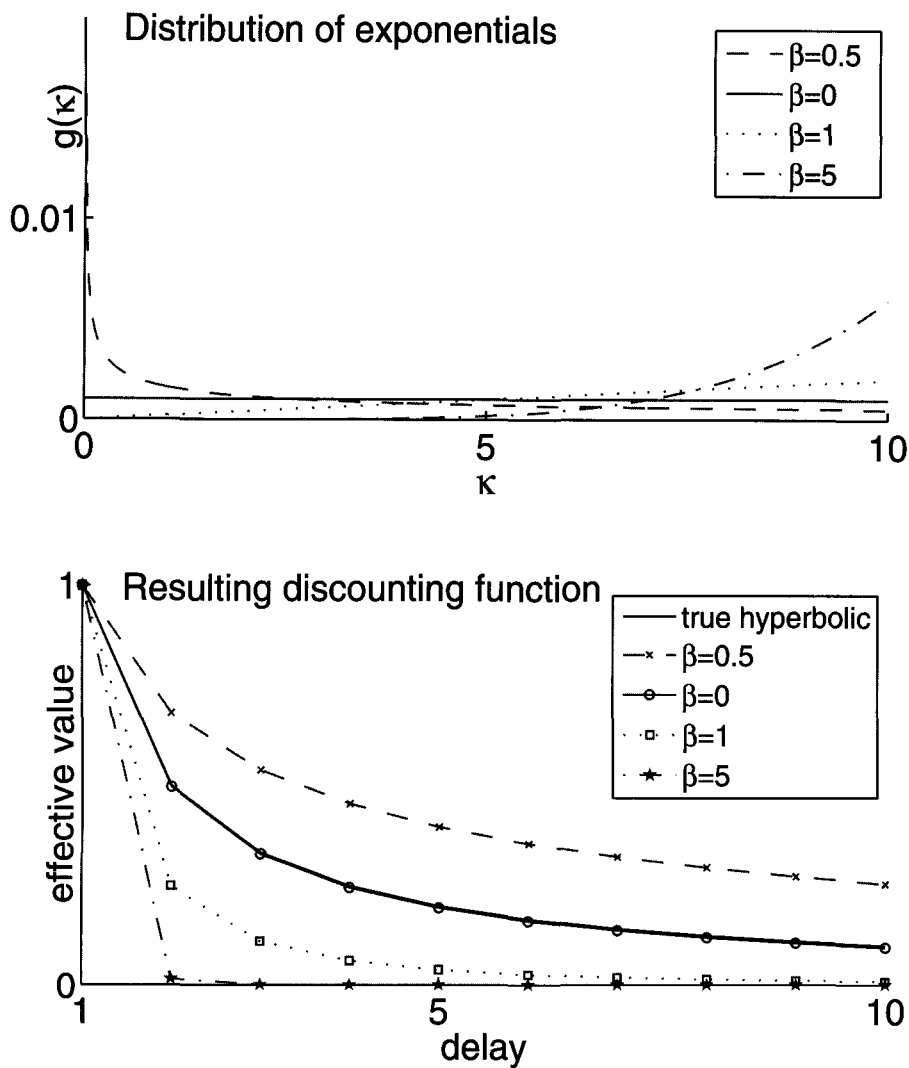 Distribution of exponentials
β=0.5
β=0
β=1
β=5
g(κ)
0.01
0
0
5
10
κ
Resulting discounting function
true hyperbolic
β=0.5
β=0
β=1
β=5
effective value
1
0
1
5
10
delay